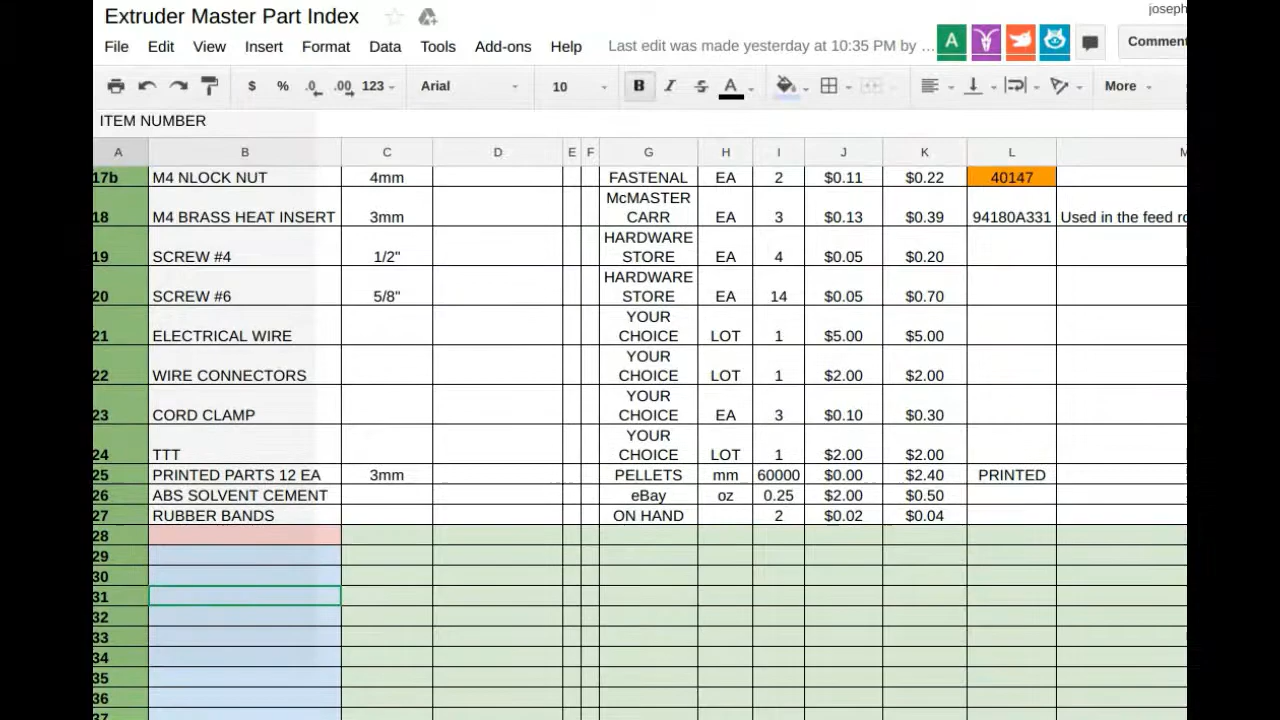 Extruder Master Part Index
joseph
File Edit View Insert Format Data Tools Add-ons Help Last edit was made yesterday at 10:35 PM by ... A Comment
$ % .0 .00 123 Arial 10 B I S A More
ITEM NUMBER
A B C D E F G H I J K L M
17b M4 NLOCK NUT 4mm FASTENAL EA 2 $0.11 $0.22 40147
McMASTER
18 M4 BRASS HEAT INSERT 3mm CARR EA 3 $0.13 $0.39 94180A331 Used in the feed ro
HARDWARE
19 SCREW #4 1/2" STORE EA 4 $0.05 $0.20
HARDWARE
20 SCREW #6 5/8" STORE EA 14 $0.05 $0.70
YOUR
21 ELECTRICAL WIRE CHOICE LOT 1 $5.00 $5.00
YOUR
22 WIRE CONNECTORS CHOICE LOT 1 $2.00 $2.00
YOUR
23 CORD CLAMP CHOICE EA 3 $0.10 $0.30
YOUR
24 TTT CHOICE LOT 1 $2.00 $2.00
25 PRINTED PARTS 12 EA 3mm PELLETS mm 60000 $0.00 $2.40 PRINTED
26 ABS SOLVENT CEMENT eBay oz 0.25 $2.00 $0.50
27 RUBBER BANDS ON HAND 2 $0.02 $0.04
28
29
30
31
32
33
34
35
36
37